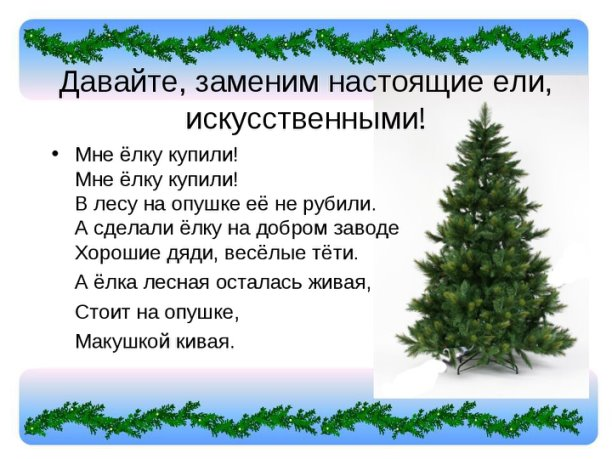 Давайте, заменим настоящие ели,
искусственными!
• Мне ёлку купили!
Мне ёлку купили!
В лесу на опушке её не рубили.
А сделали ёлку на добром заводе
Хорошие дяди, весёлые тёти.
А ёлка лесная осталась живая,
Стоит на опушке,
Макушкой кивая.